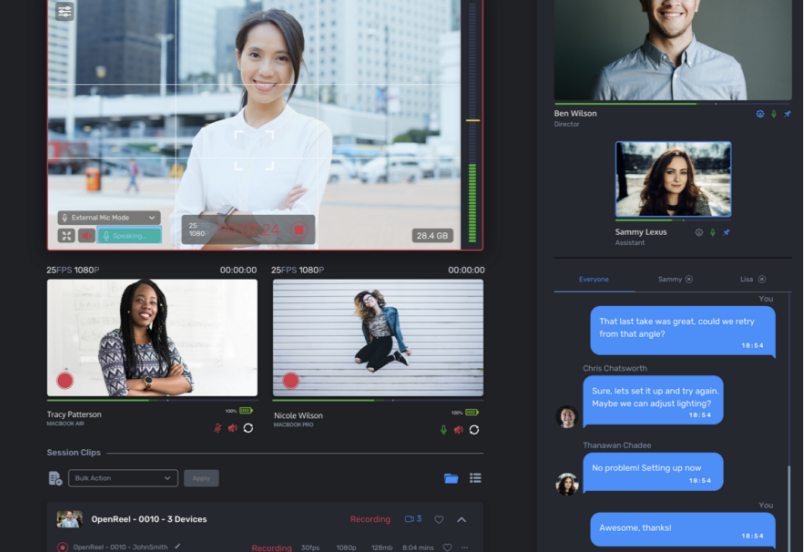 External Mic Mode
Speaking...
25
1080
00:07:24
28.4 GB
25FPS 1080P
00:00:00
25FPS 1080P
00:00:00
Tracy Patterson
MACBOOK AIR
100%
Nicole Wilson
MACBOOK PRO
100%
Session Clips
Bulk Action
Apply
OpenReel - 0010 - 3 Devices
Recording
3
OpenReel - 0010 - JohnSmith
Recording
30fps
1080p
128mb
8:04 mins
Ben Wilson
Director
Sammy Lexus
Assistant
Everyone
Sammy
Lisa
You
That last take was great, could we retry
from that angle?
18:54
Chris Chatsworth
Sure, lets set it up and try again.
Maybe we can adjust lighting?
18:54
Thanawan Chadee
No problem! Setting up now
18:54
You
Awesome, thanks!
18:54